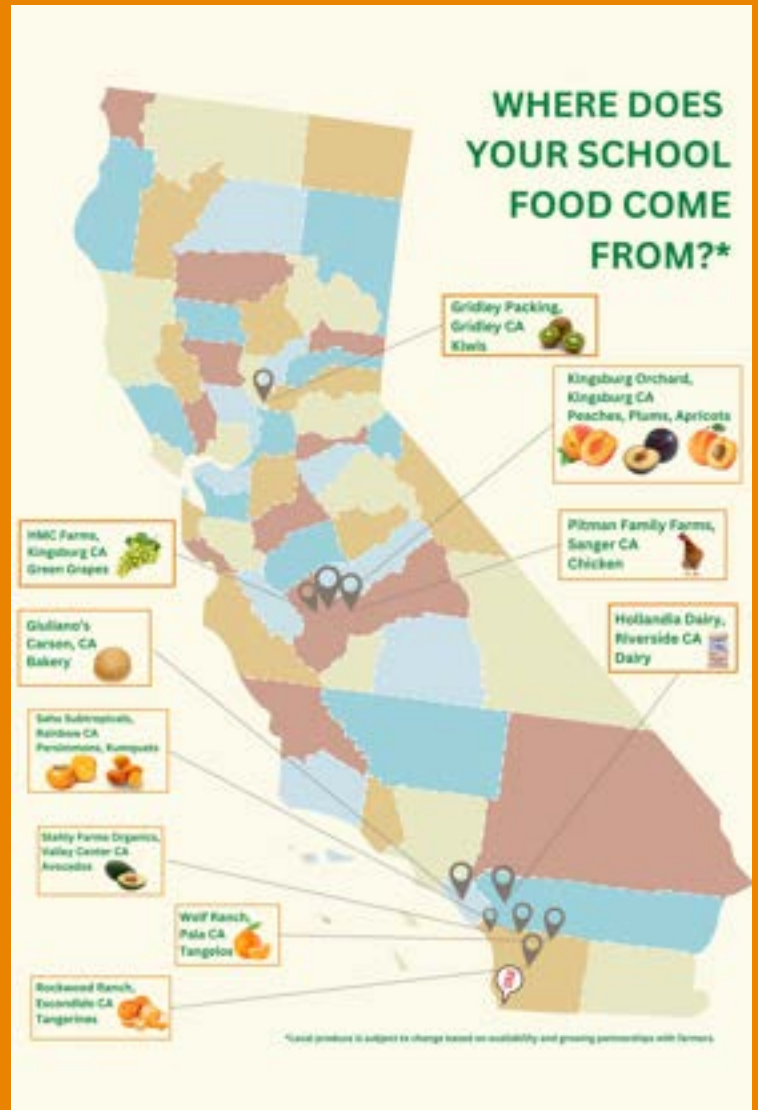 WHERE DOES
YOUR SCHOOL
FOOD COME
FROM?*
Gridley Packing,
Gridley CA
Kiwis
Kingsburg Orchard,
Kingsburg CA
Peaches, Plums, Apricots
HMC Farms,
Kingsburg CA
Green Grapes
Pitman Family Farms,
Sanger CA
Chicken
Giuliano's
Carson, CA
Bakery
Hollandia Dairy,
Riverside CA
Dairy
Subtropicals,
Rainbow CA
Persimmons, Kumquats
Stehly Farms Organics,
Valley Center CA
Avocados
Wolf Ranch,
Pala CA
Tangelos
Rockwood Ranch,
Escondido CA
Tangerines
*Local produce is subject to change based on availability and growing partnerships with farmers.